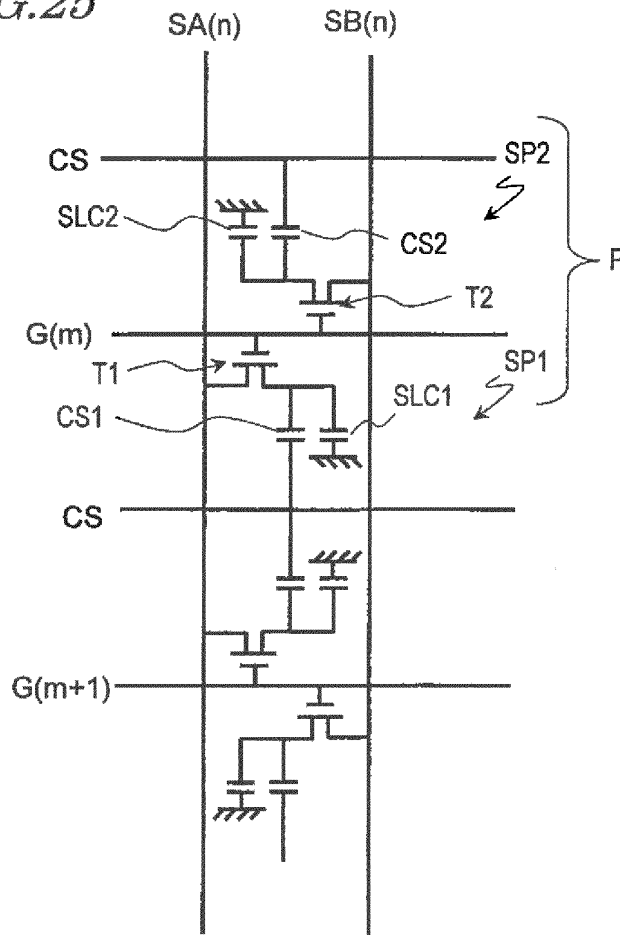 G.25
SA(n)
SB(n)
CS
SP2
SLC2
CS2
P
T2
G(m)
T1
SP1
CS1
SLC1
CS
G(m+1)